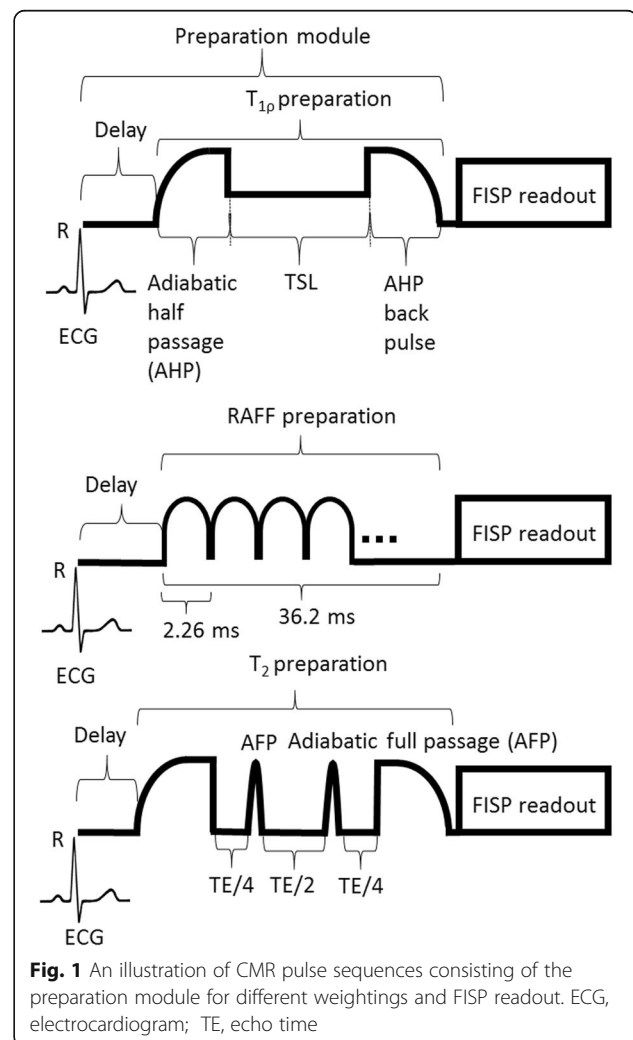 Preparation module
T1ρ preparation
Delay
FISP readout
R
Adiabatic
half
passage
(AHP)
TSL
AHP
back
pulse
ECG
RAFF preparation
Delay
...
FISP readout
R
2.26 ms
36.2 ms
ECG
T2 preparation
Delay
AFP
Adiabatic full passage (AFP)
FISP readout
R
TE/4
TE/2
TE/4
ECG
Fig. 1 An illustration of CMR pulse sequences consisting of the
preparation module for different weightings and FISP readout. ECG,
electrocardiogram; TE, echo time